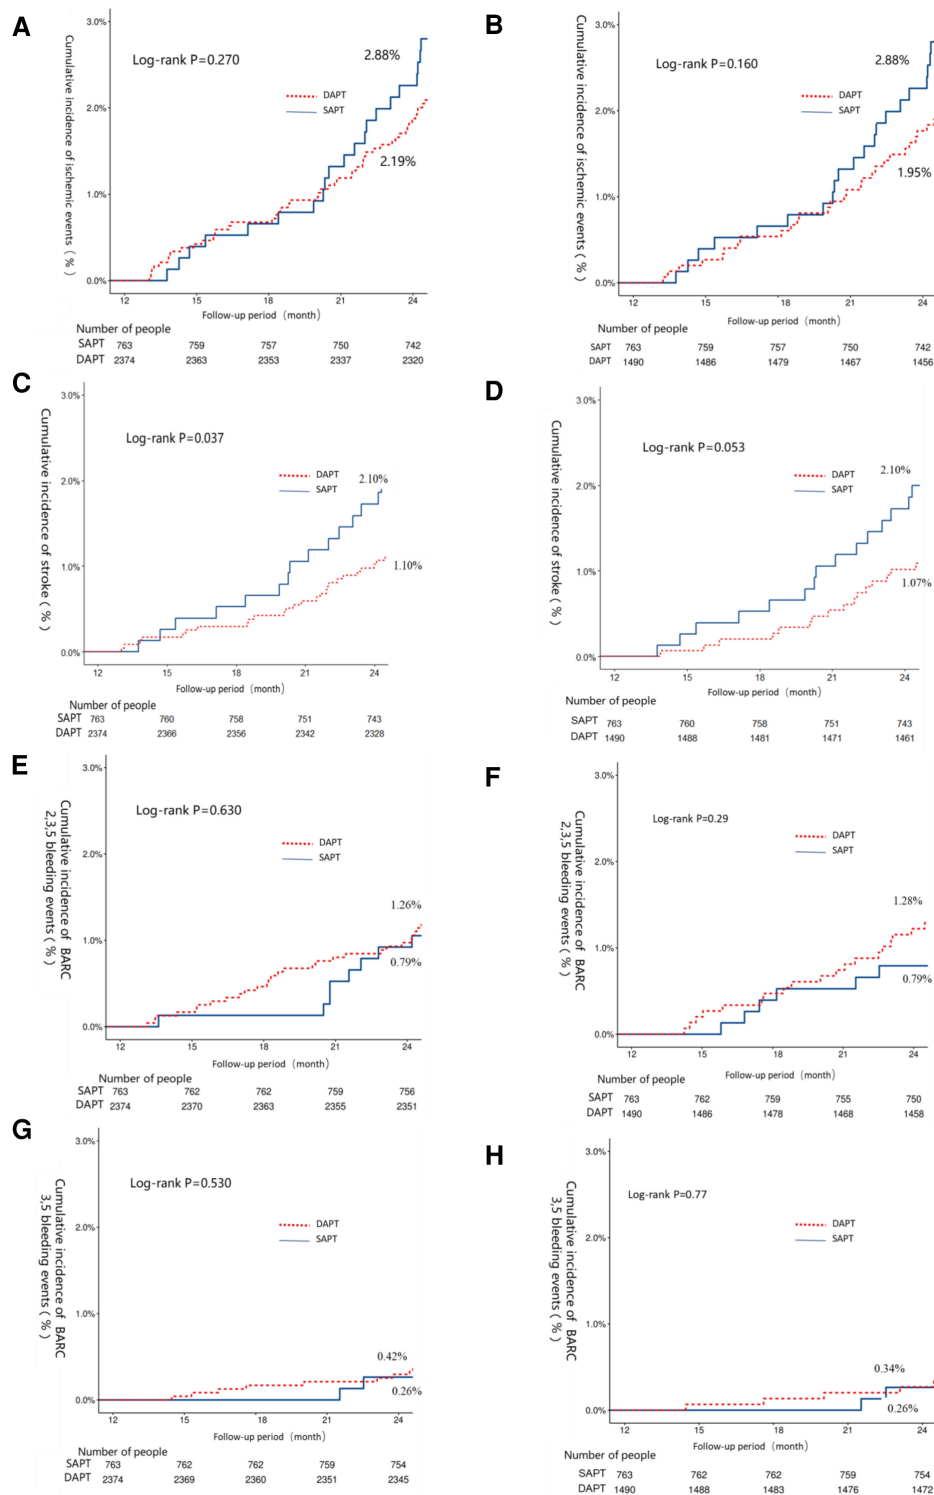 A
Cumulative incidence of ischemic events ( % )
3.0%
2.0%
1.0%
0.0%
Log-rank P=0.270
2.88%
DAPT
SAPT
2.19%
12 15 18 21 24
Follow-up period (month)
Number of people
SAPT 763 759 757 750 742
DAPT 2374 2363 2353 2337 2320
B
Cumulative incidence of ischemic events ( % )
3.0%
2.0%
1.0%
0.0%
Log-rank P=0.160
2.88%
DAPT
SAPT
1.95%
12 15 18 21 24
Follow-up period (month)
Number of people
SAPT 763 759 757 750 742
DAPT 1490 1486 1479 1467 1456
C
Cumulative incidence of stroke ( % )
3.0%
2.0%
1.0%
0.0%
Log-rank P=0.037
DAPT
SAPT
2.10%
1.10%
12 15 18 21 24
Follow-up period (month)
Number of people
SAPT 763 760 758 751 743
DAPT 2374 2366 2356 2342 2328
D
Cumulative incidence of stroke ( % )
3.0%
2.0%
1.0%
0.0%
Log-rank P=0.053
DAPT
SAPT
2.10%
1.07%
12 15 18 21 24
Follow-up period (month)
Number of people
SAPT 763 760 758 751 743
DAPT 1490 1488 1481 1471 1461
E
Cumulative incidence of BARC
2,3,5 bleeding events ( % )
3.0%
2.0%
1.0%
0.0%
Log-rank P=0.630
DAPT
SAPT
1.26%
0.79%
12 15 18 21 24
Follow-up period (month)
Number of people
SAPT 763 762 762 759 756
DAPT 2374 2370 2363 2355 2351
F
Cumulative incidence of BARC
2,3,5 bleeding events ( % )
3.0%
2.0%
1.0%
0.0%
Log-rank P=0.29
DAPT
SAPT
1.28%
0.79%
12 15 18 21 24
Follow-up period (month)
Number of people
SAPT 763 762 759 755 750
DAPT 1490 1486 1478 1468 1458
G
Cumulative incidence of BARC
3,5 bleeding events ( % )
3.0%
2.0%
1.0%
0.0%
Log-rank P=0.530
DAPT
SAPT
0.42%
0.26%
12 15 18 21 24
Follow-up period (month)
Number of people
SAPT 763 762 762 759 754
DAPT 2374 2369 2360 2351 2345
H
Cumulative incidence of BARC
3,5 bleeding events ( % )
3.0%
2.0%
1.0%
0.0%
Log-rank P=0.77
DAPT
SAPT
0.34%
0.26%
12 15 18 21 24
Follow-up period (month)
Number of people
SAPT 763 762 762 759 754
DAPT 1490 1488 1483 1476 1472